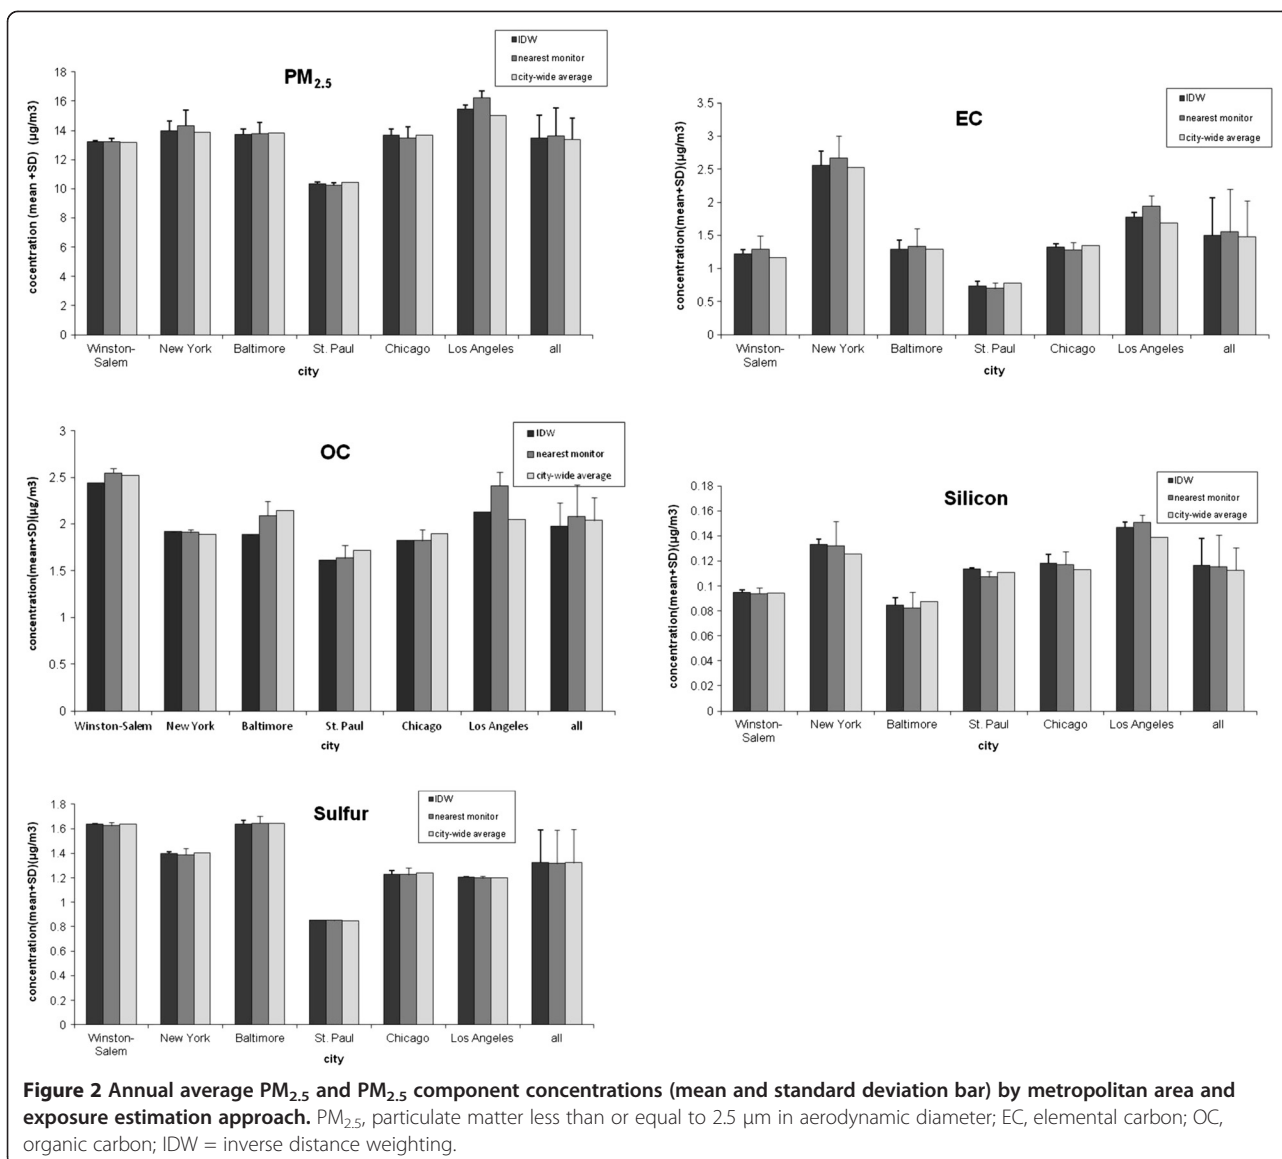 PM2.5
IDW
nearest monitor
city-wide average
cocentration (mean +SD) (µg/m3)
18
16
14
12
10
8
6
4
2
0
Winston-Salem
New York
Baltimore
St. Paul
Chicago
Los Angeles
all
city
EC
IDW
nearest monitor
city-wide average
concentration(mean+SD)(µg/m3)
3.5
3
2.5
2
1.5
1
0.5
0
Winston-
Salem
New York
Baltimore
St. Paul
Chicago
Los Angeles
all
city
OC
IDW
nearest monitor
city-wide average
concentration(mean+SD)(µg/m3)
3
2.5
2
1.5
1
0.5
0
Winston-Salem
New York
Baltimore
St. Paul
Chicago
Los Angeles
all
city
Silicon
IDW
nearest monitor
city-wide average
concentration(mean+SD)(µg/m3)
0.18
0.16
0.14
0.12
0.1
0.08
0.06
0.04
0.02
0
Winston-
Salem
New York
Baltimore
St. Paul
Chicago
Los Angeles
all
city
Sulfur
IDW
nearest monitor
city-wide average
concentration(mean+SD)(µg/m3)
1.8
1.6
1.4
1.2
1
0.8
0.6
0.4
0.2
0
Winston-
Salem
New York
Baltimore
St. Paul
Chicago
Los Angeles
all
city
Figure 2 Annual average PM2.5 and PM2.5 component concentrations (mean and standard deviation bar) by metropolitan area and
exposure estimation approach. PM2.5, particulate matter less than or equal to 2.5 μm in aerodynamic diameter; EC, elemental carbon; OC,
organic carbon; IDW = inverse distance weighting.